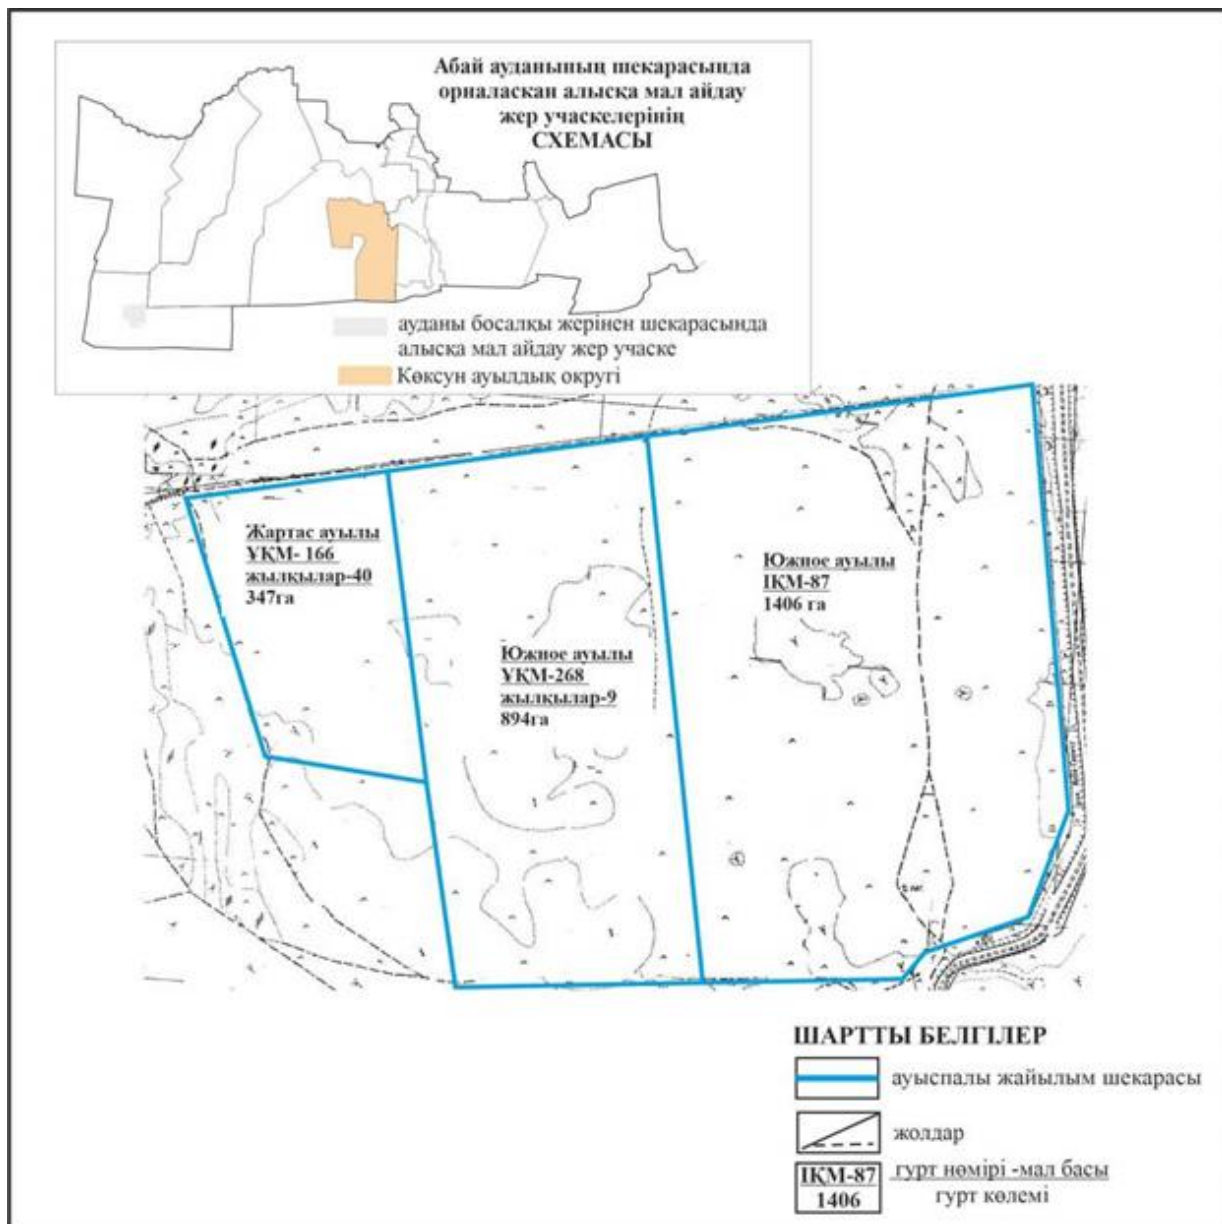 Абай ауданының шекарасында
орналаскан алысқа мал айдау
жер учаскелерінің
СХЕМАСЫ
ауданы босалқы жерінен шекарасында
алысқа мал айдау жер учаске
Көксун ауылдық округі
Жартас ауылы
ҰҚМ- 166
жылқылар-40
347га
Южное ауылы
ҰҚМ-268
жылқылар-9
894га
Южное ауылы
ІҚМ-87
1406 га
ШАРТТЫ БЕЛГІЛЕР
ауыспалы жайылым шекарасы
жолдар
ІҚМ-87
1406
гурт нөмірі -мал басы
гурт көлемі